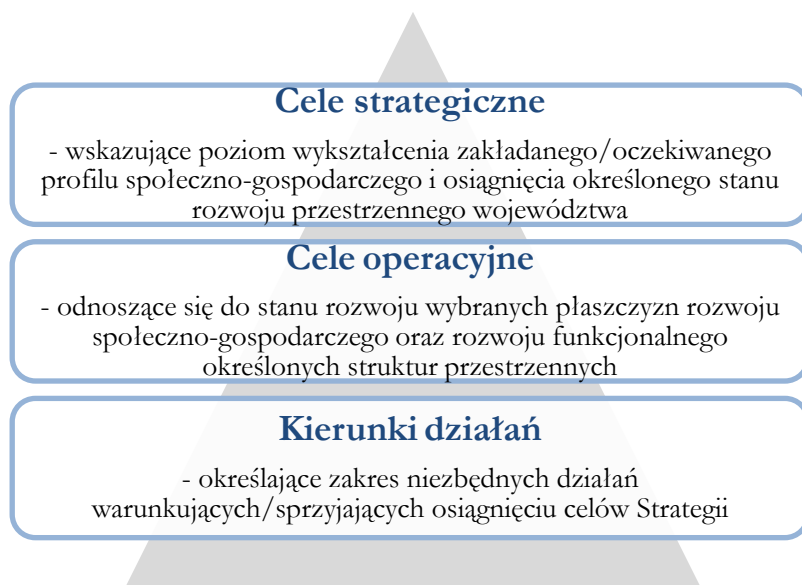 Cele strategiczne
- wskazujące poziom wykształcenia zakładanego/oczekiwanego
profilu społeczno-gospodarczego i osiągnięcia określonego stanu
rozwoju przestrzennego województwa
Cele operacyjne
- odnoszące się do stanu rozwoju wybranych płaszczyzn rozwoju
społeczno-gospodarczego oraz rozwoju funkcjonalnego
określonych struktur przestrzennych
Kierunki działań
- określające zakres niezbędnych działań
warunkujących/sprzyjających osiągnięciu celów Strategii